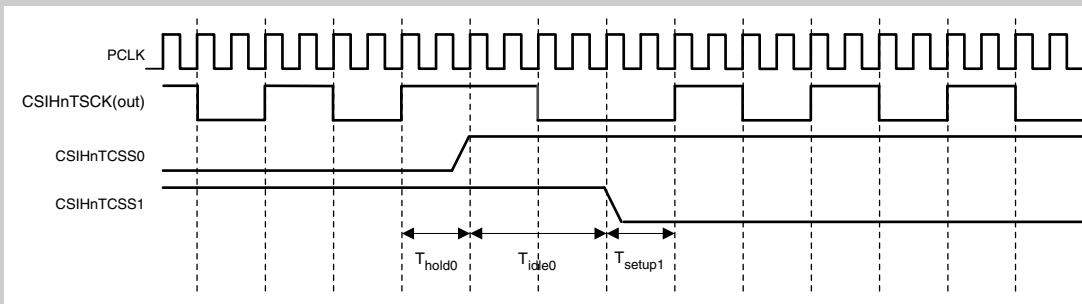 PCLK
CSIHnTSCK(out)
CSIHnTCSS0
CSIHnTCSS1
Thold0 Tidle0 Tsetup1